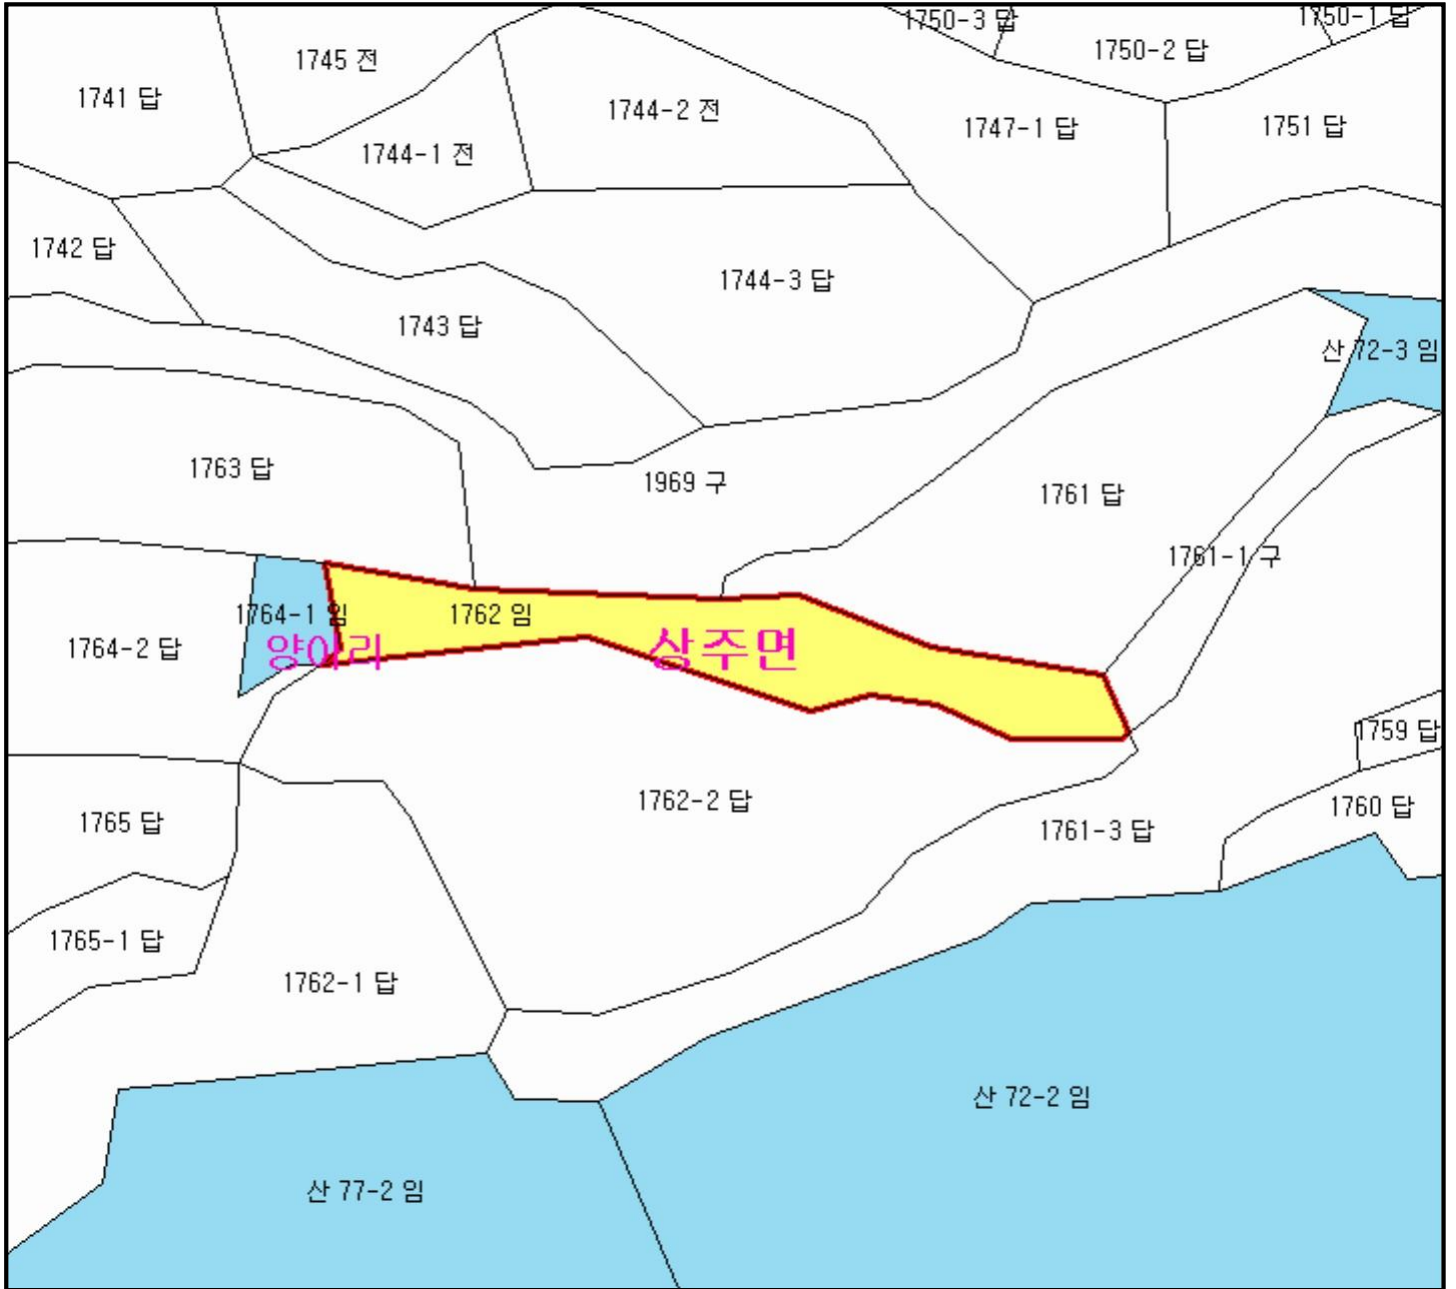 1750-3 답
1750-1 답
1745 전
1750-2 답
1741 답
1744-2 전
1747-1 답
1751 답
1744-1 전
1742 답
1744-3 답
1743 답
산 72-3 임
1763 답
1969 구
1761 답
1761-1 구
1764-1 임
1762 임
1764-2 답
양아리
상주면
1759 답
1762-2 답
1760 답
1765 답
1761-3 답
1765-1 답
1762-1 답
산 72-2 임
산 77-2 임